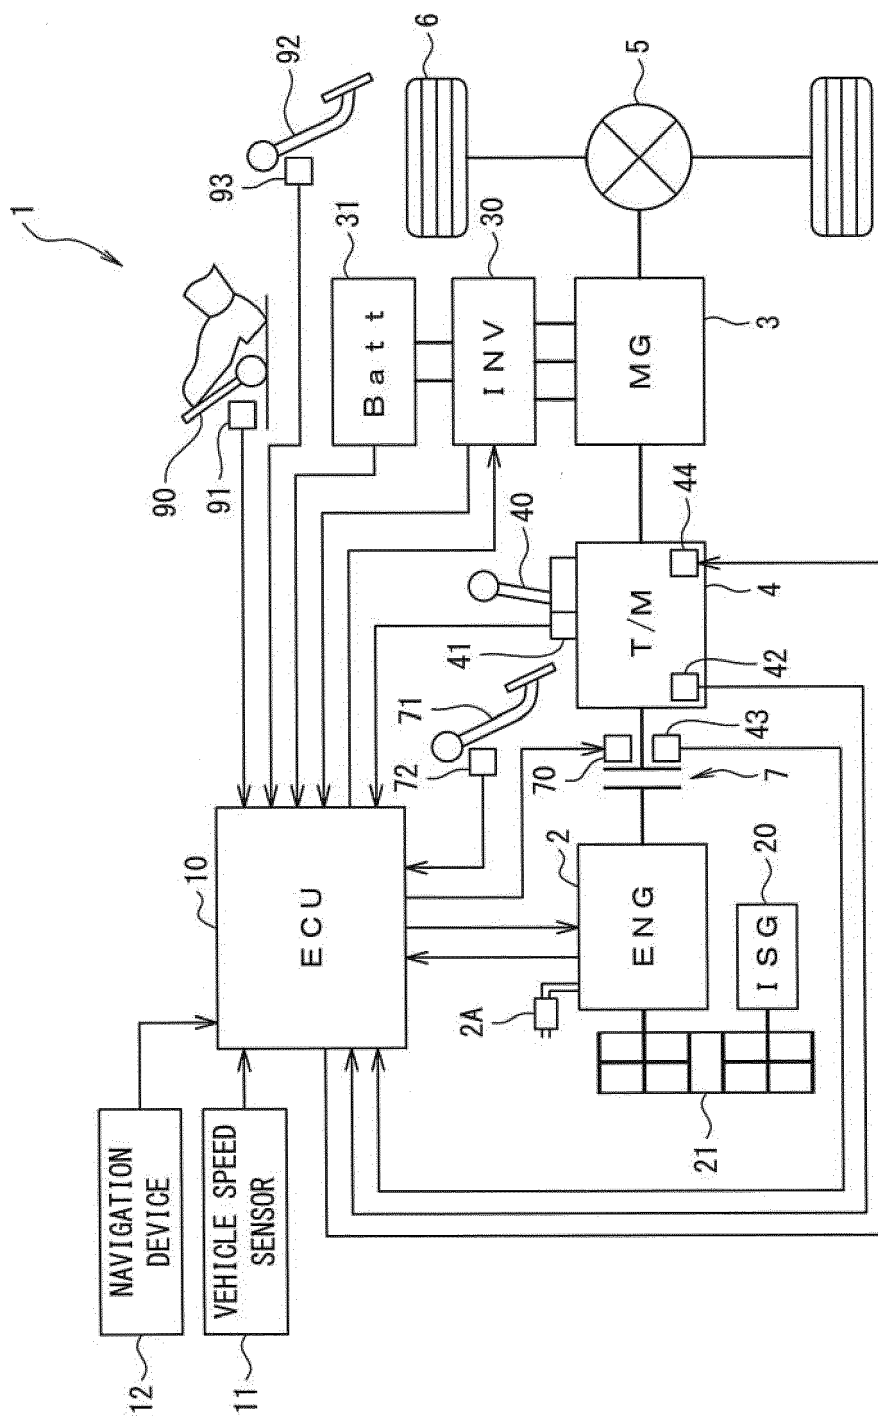 1
12
NAVIGATION
DEVICE
11
VEHICLE SPEED
SENSOR
10
ECU
90
91
93
92
31
Batt
30
INV
6
5
MG
3
40
41
44
T/M
4
42
71
72
70
43
7
2
ENG
2A
20
ISG
21